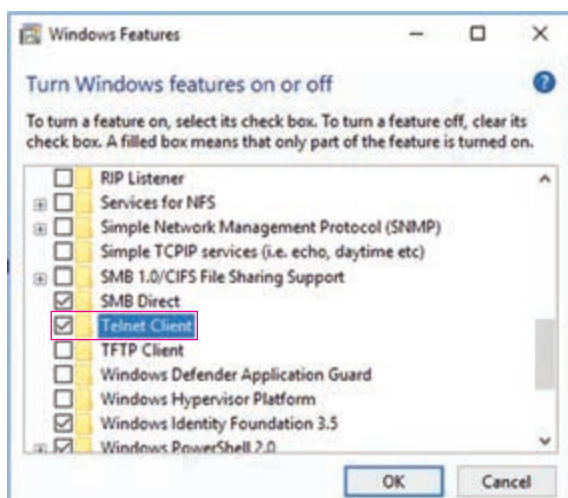 Windows Features
Turn Windows features on or off
To turn a feature on, select its check box. To turn a feature off, clear its
check box. A filled box means that only part of the feature is turned on.
RIP Listener
Services for NFS
Simple Network Management Protocol (SNMP)
Simple TCPIP services (i.e. echo, daytime etc)
SMB 1.0/CIFS File Sharing Support
SMB Direct
Telnet Client
TFTP Client
Windows Defender Application Guard
Windows Hypervisor Platform
Windows Identity Foundation 3.5
Windows PowerShell 2.0
OK
Cancel